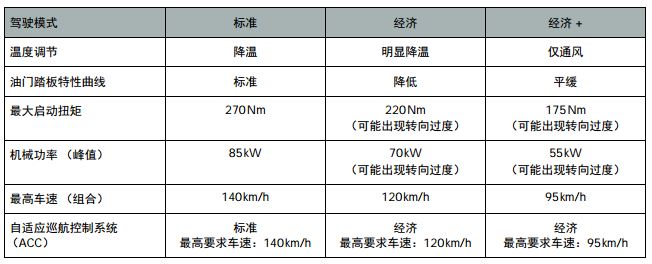 驾驶模式 标准 经济 经济 +
温度调节 降温 明显降温 仅通风
油门踏板特性曲线 标准 降低 平缓
最大启动扭矩 270Nm 220Nm 175Nm
（可能出现转向过度） （可能出现转向过度）
机械功率 （峰值） 85kW 70kW 55kW
（可能出现转向过度） （可能出现转向过度）
最高车速 （组合） 140km/h 120km/h 95km/h
自适应巡航控制系统 标准 经济 经济
（ACC） 最高要求车速：140km/h 最高要求车速：120km/h 最高要求车速：95km/h